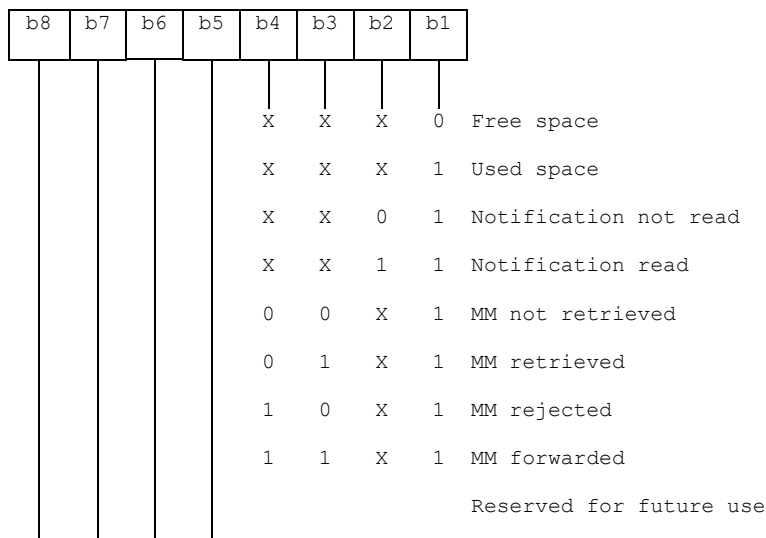 b8 b7 b6 b5 b4 b3 b2 b1
X X X 0 Free space
X X X 1 Used space
X X 0 1 Notification not read
X X 1 1 Notification read
0 0 X 1 MM not retrieved
0 1 X 1 MM retrieved
1 0 X 1 MM rejected
1 1 X 1 MM forwarded
Reserved for future use